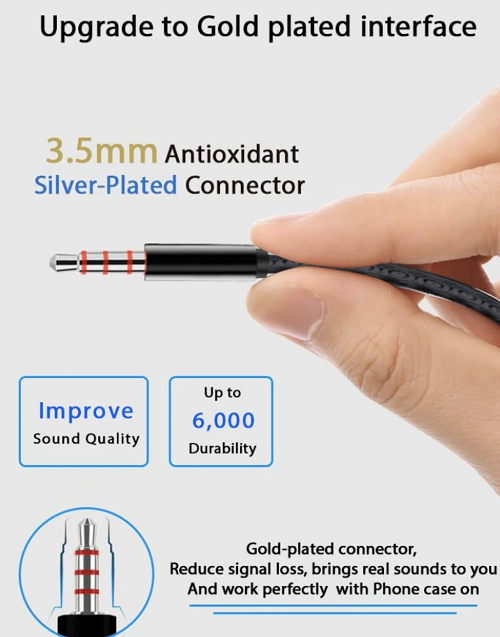 Upgrade to Gold plated interface
3.5mm Antioxidant
Silver-Plated Connector
Improve
Sound Quality
Up to
6,000
Durability
Gold-plated connector,
Reduce signal loss, brings real sounds to you
And work perfectly with Phone case on